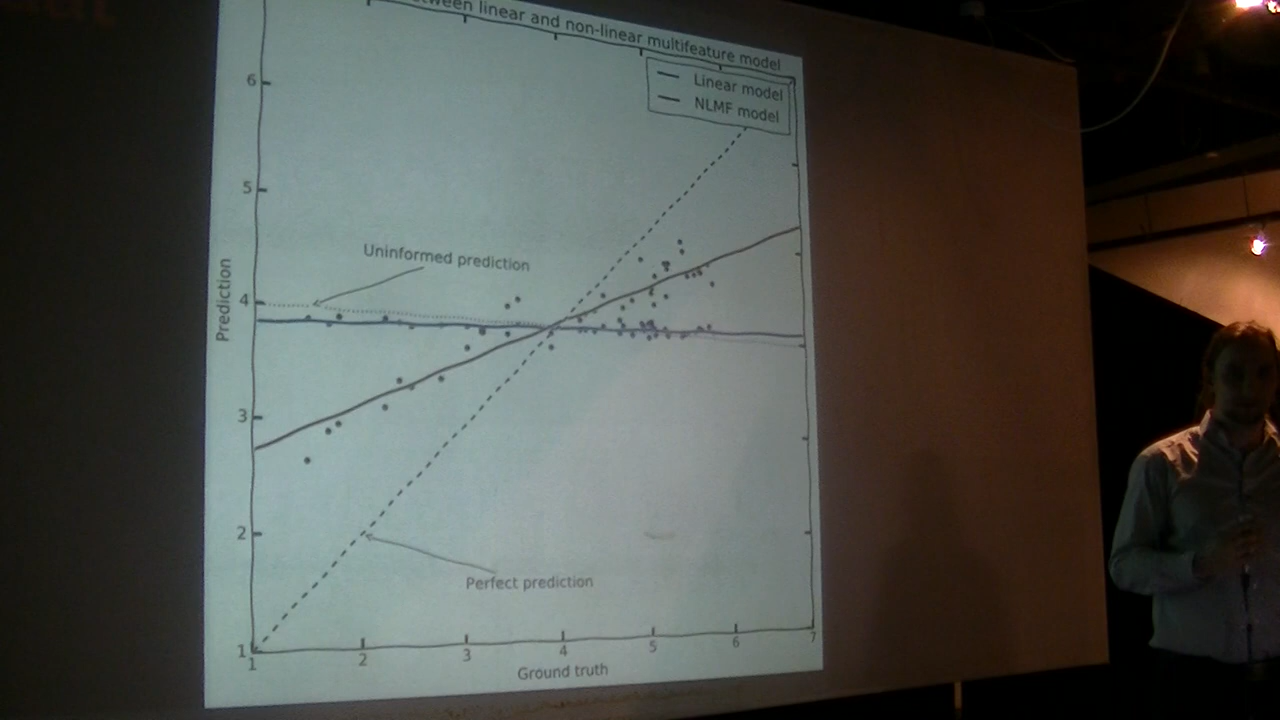 between linear and non-linear multifeature model
Linear model
NLMF model
6
5
Uninformed prediction
4
Prediction
3
2
Perfect prediction
1
1 2 3 4 5 6 7
Ground truth